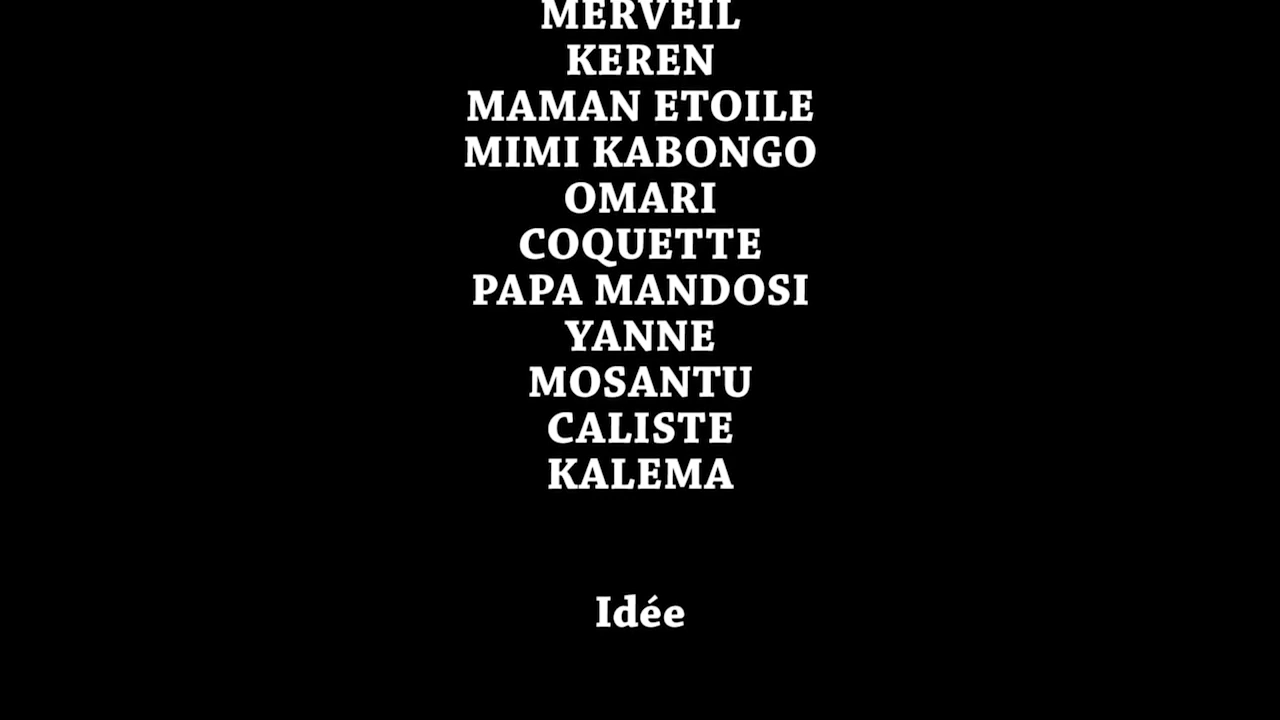 MERVEIL
KEREN
MAMAN ETOILE
MIMI KABONGO
OMARI
COQUETTE
PAPA MANDOSI
YANNE
MOSANTU
CALISTE
KALEMA
Idée